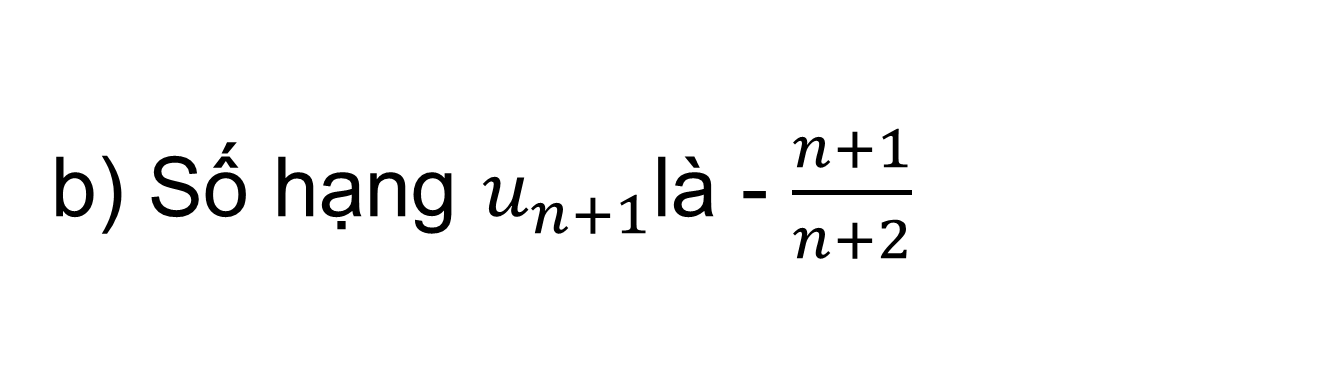 b) Số hạng $u_{n+1}$là - $\frac{n+1}{n+2}$